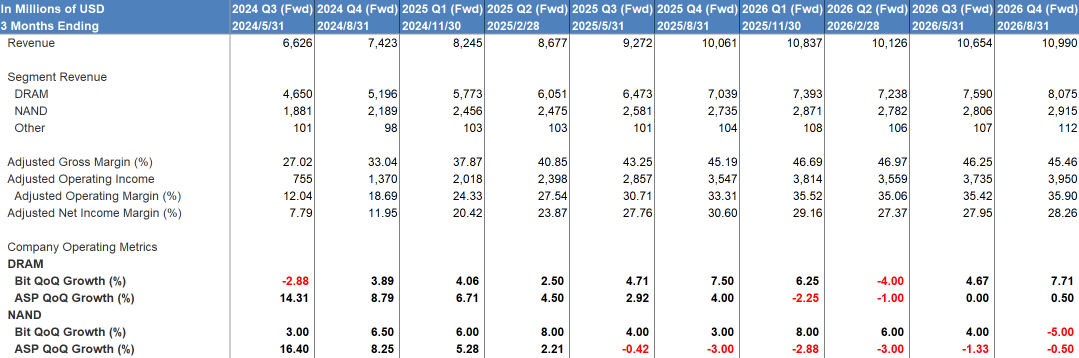 In Millions of USD 2024 Q3 (Fwd) 2024 Q4 (Fwd) 2025 Q1 (Fwd) 2025 Q2 (Fwd) 2025 Q3 (Fwd) 2025 Q4 (Fwd) 2026 Q1 (Fwd) 2026 Q2 (Fwd) 2026 Q3 (Fwd) 2026 Q4 (Fwd)
3 Months Ending 2024/5/31 2024/8/31 2024/11/30 2025/2/28 2025/5/31 2025/8/31 2025/11/30 2026/2/28 2026/5/31 2026/8/31
Revenue 6,626 7,423 8,245 8,677 9,272 10,061 10,837 10,126 10,654 10,990
Segment Revenue
DRAM 4,650 5,196 5,773 6,051 6,473 7,039 7,393 7,238 7,590 8,075
NAND 1,881 2,189 2,456 2,475 2,581 2,735 2,871 2,782 2,806 2,915
Other 101 98 103 103 101 104 108 106 107 112
Adjusted Gross Margin (%) 27.02 33.04 37.87 40.85 43.25 45.19 46.69 46.97 46.25 45.46
Adjusted Operating Income 755 1,370 2,018 2,398 2,857 3,547 3,814 3,559 3,735 3,950
Adjusted Operating Margin (%) 12.04 18.69 24.33 27.54 30.71 33.31 35.52 35.06 35.42 35.90
Adjusted Net Income Margin (%) 7.79 11.95 20.42 23.87 27.76 30.60 29.16 27.37 27.95 28.26
Company Operating Metrics
DRAM
Bit QoQ Growth (%) -2.88 3.89 4.06 2.50 4.71 7.50 6.25 -4.00 4.67 7.71
ASP QoQ Growth (%) 14.31 8.79 6.71 4.50 2.92 4.00 -2.25 -1.00 0.00 0.50
NAND
Bit QoQ Growth (%) 3.00 6.50 6.00 8.00 4.00 3.00 8.00 6.00 4.00 -5.00
ASP QoQ Growth (%) 16.40 8.25 5.28 2.21 -0.42 -3.00 -2.88 -3.00 -1.33 -0.50